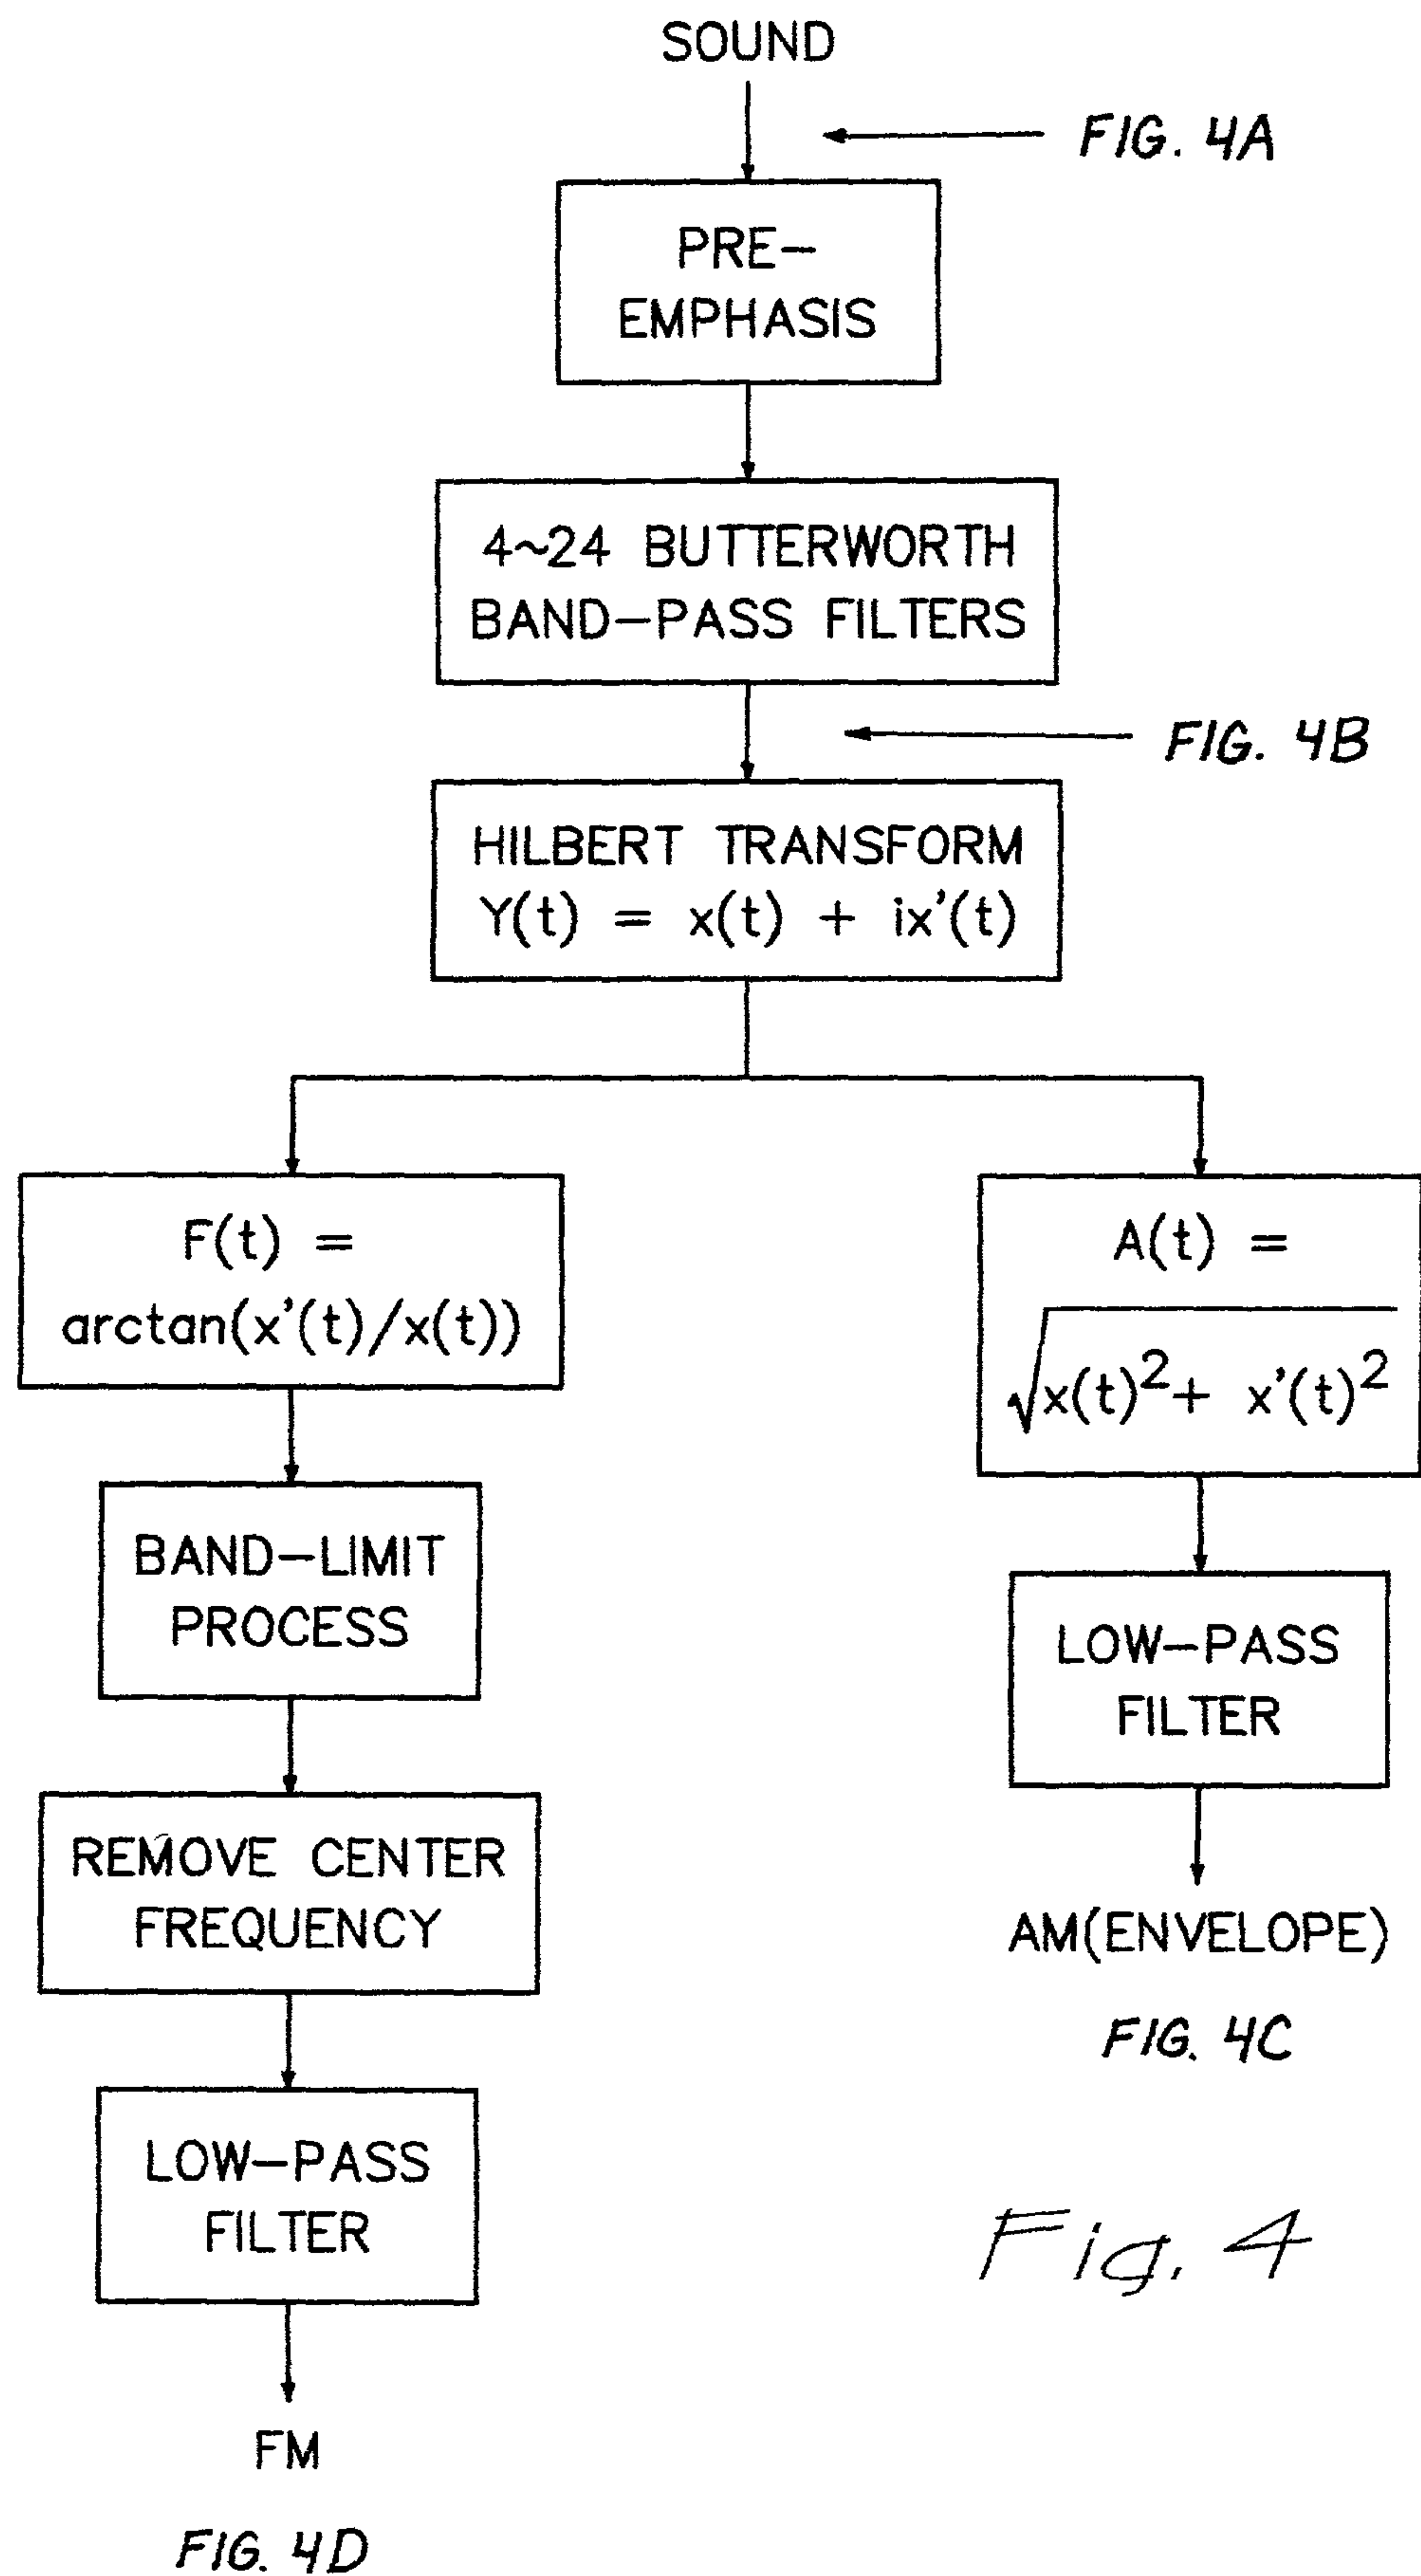 SOUND
FIG. 4A
PRE-
EMPHASIS
4~24 BUTTERWORTH
BAND-PASS FILTERS
FIG. 4B
HILBERT TRANSFORM
Y(t) = x(t) + ix'(t)
F(t) =
arctan(x'(t)/x(t))
A(t) =
√x(t)² + x'(t)²
BAND-LIMIT
PROCESS
LOW-PASS
FILTER
REMOVE CENTER
FREQUENCY
AM(ENVELOPE)
FIG. 4C
LOW-PASS
FILTER
Fig. 4
FM
FIG. 4D